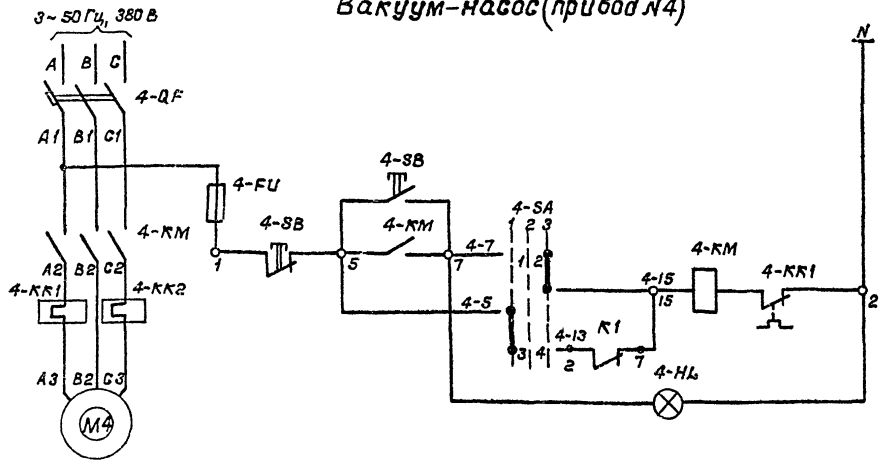 Вакуум-насос (привод N4)
3~50 Гц, 380 В
A B C
4-QF
A1 B1 C1
4-FU
4-SB
4-SB
4-KM
4-KM
1
5
7
4-7
4-5
4-SA
1 2 3
1 2
3 4
4-13
2
K1
7
4-15
15
4-KM
4-KK1
2
N
4-HL
A2 B2 C2
4-KK1
4-KK2
A3 B2 C3
M4